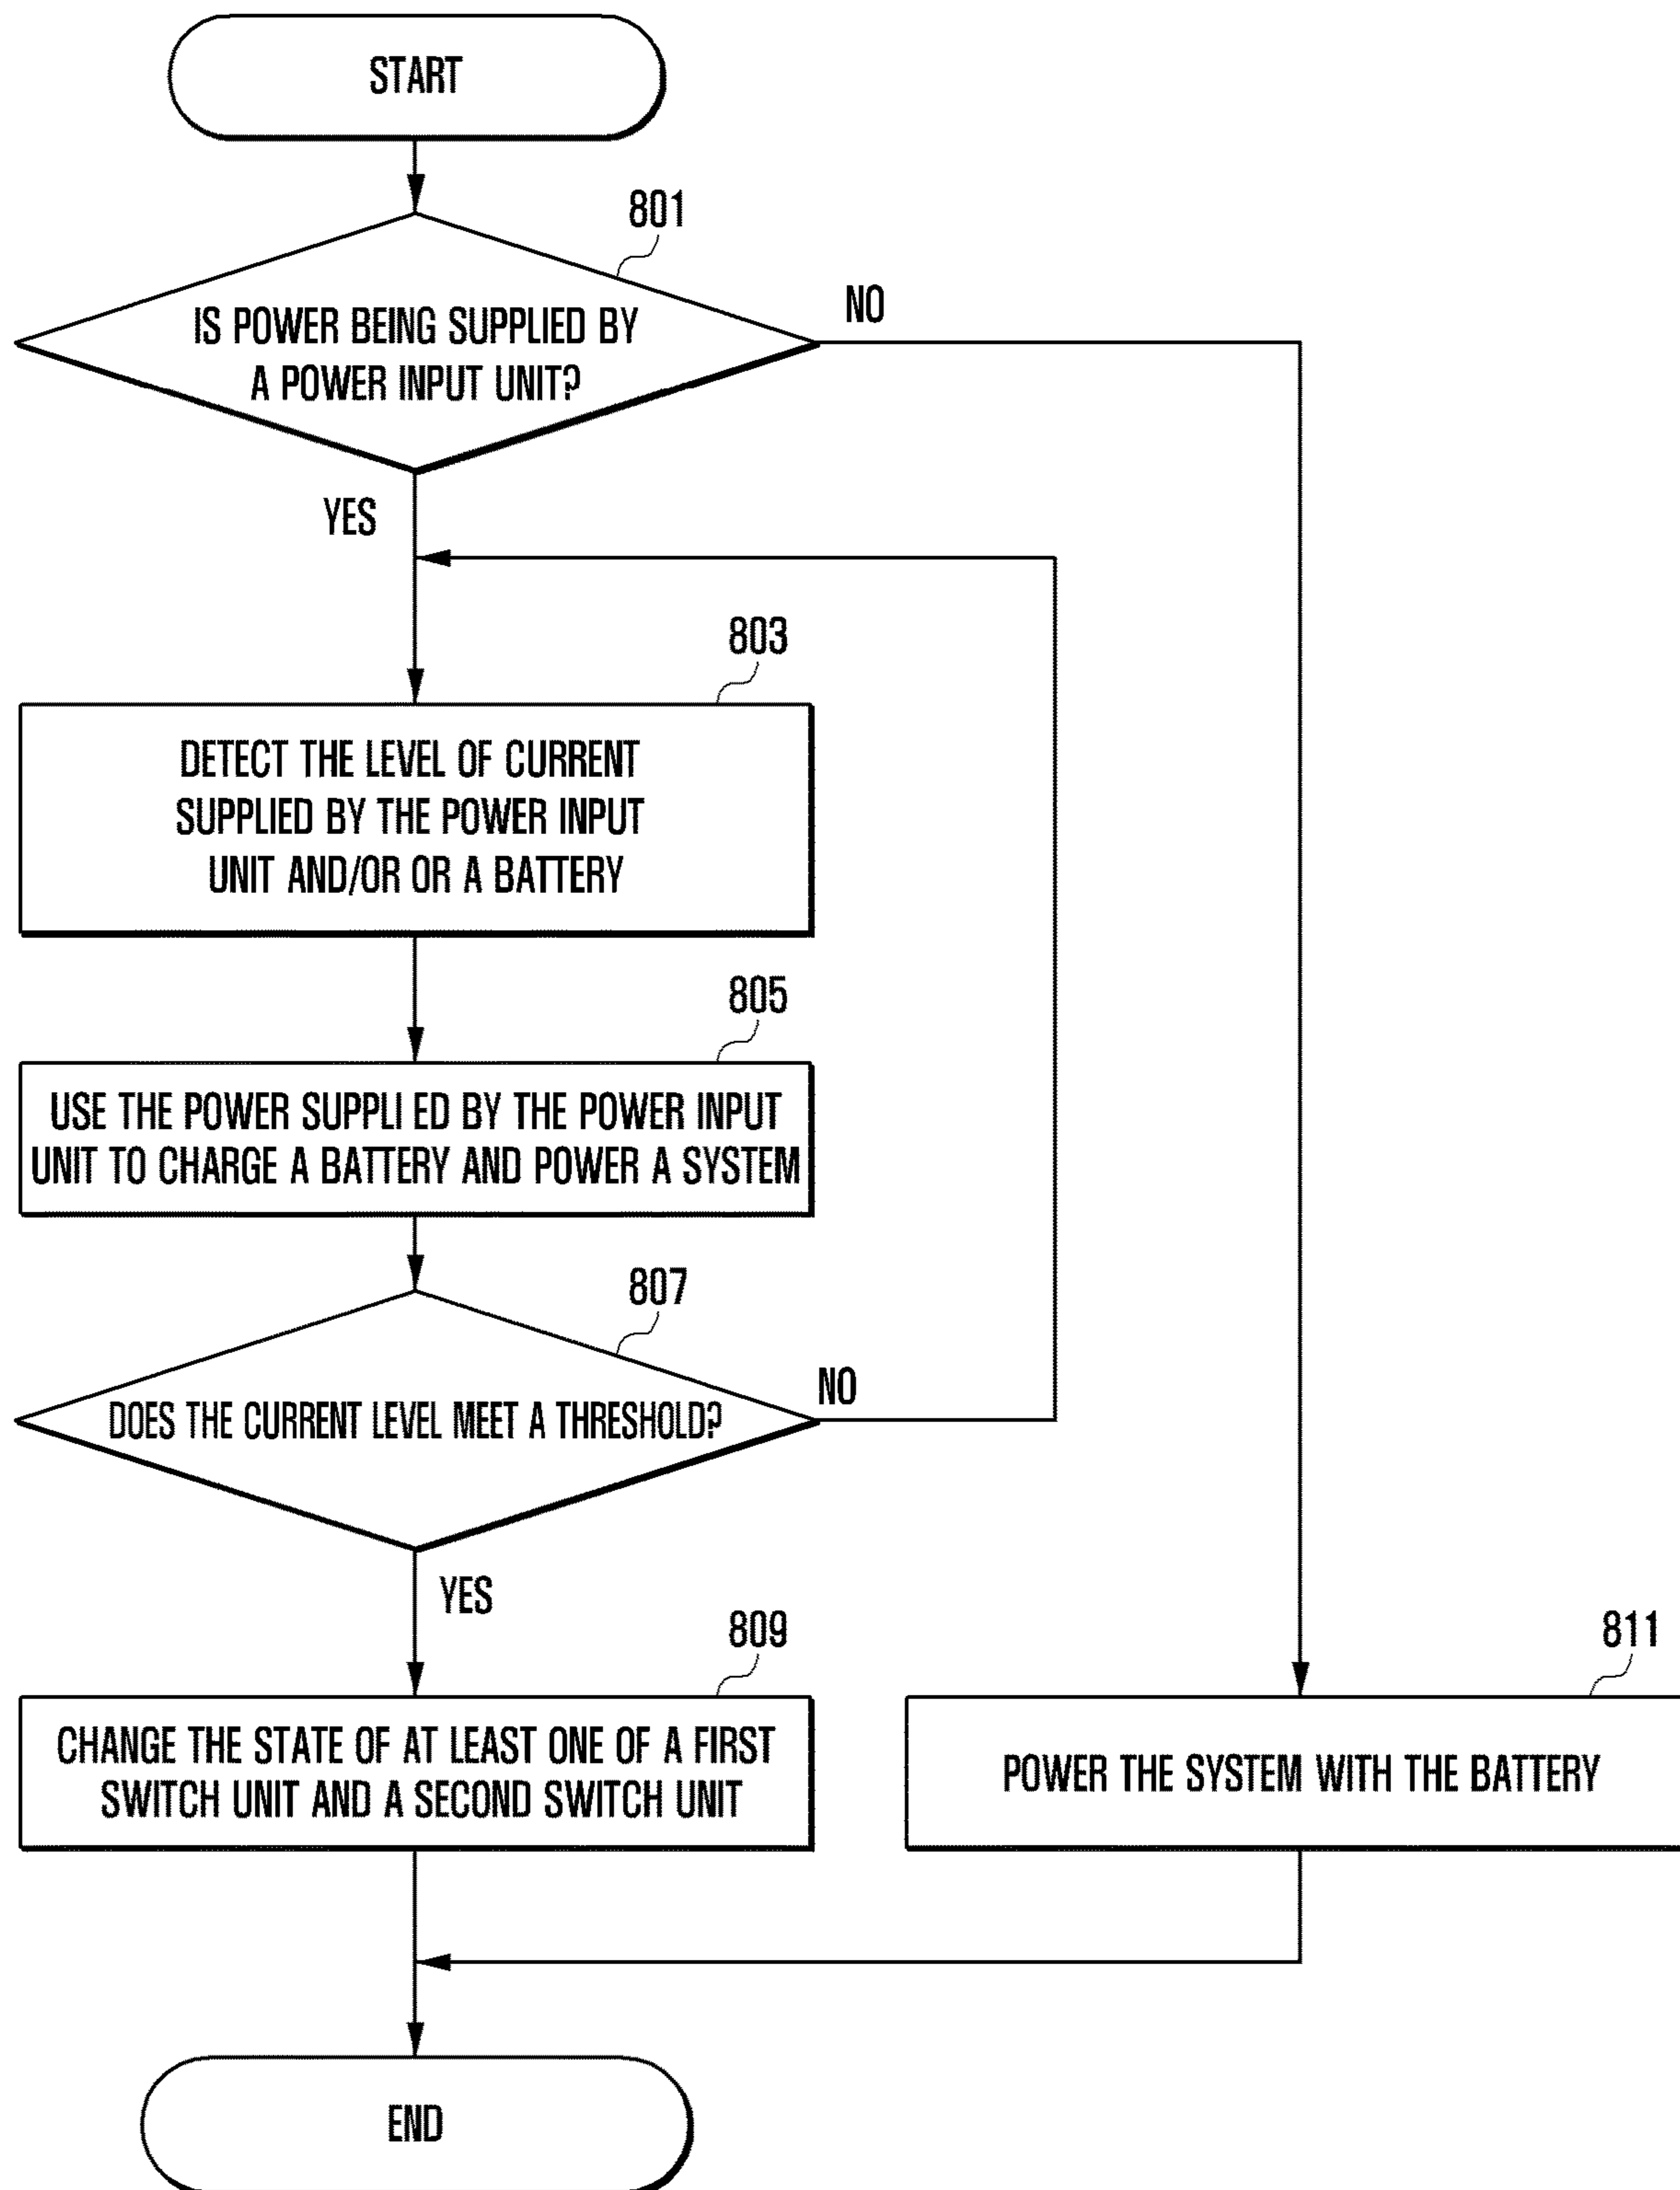 START
801
IS POWER BEING SUPPLIED BY
A POWER INPUT UNIT?
NO
YES
803
DETECT THE LEVEL OF CURRENT
SUPPLIED BY THE POWER INPUT
UNIT AND/OR OR A BATTERY
805
USE THE POWER SUPPLI ED BY THE POWER INPUT
UNIT TO CHARGE A BATTERY AND POWER A SYSTEM
807
DOES THE CURRENT LEVEL MEET A THRESHOLD?
NO
YES
809
CHANGE THE STATE OF AT LEAST ONE OF A FIRST
SWITCH UNIT AND A SECOND SWITCH UNIT
811
POWER THE SYSTEM WITH THE BATTERY
END